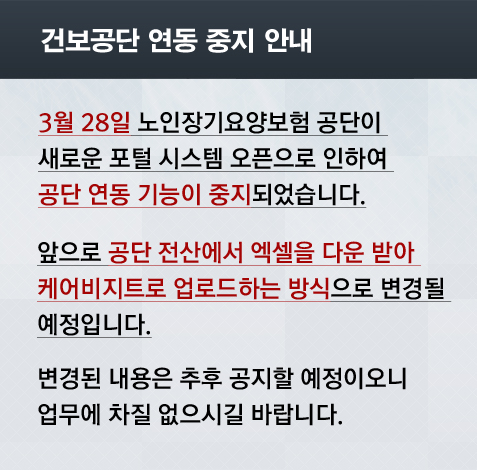 건보공단 연동 중지 안내
3월 28일 노인장기요양보험 공단이
새로운 포털 시스템 오픈으로 인하여
공단 연동 기능이 중지되었습니다.
앞으로 공단 전산에서 엑셀을 다운 받아
케어비지트로 업로드하는 방식으로 변경될
예정입니다.
변경된 내용은 추후 공지할 예정이오니
업무에 차질 없으시길 바랍니다.